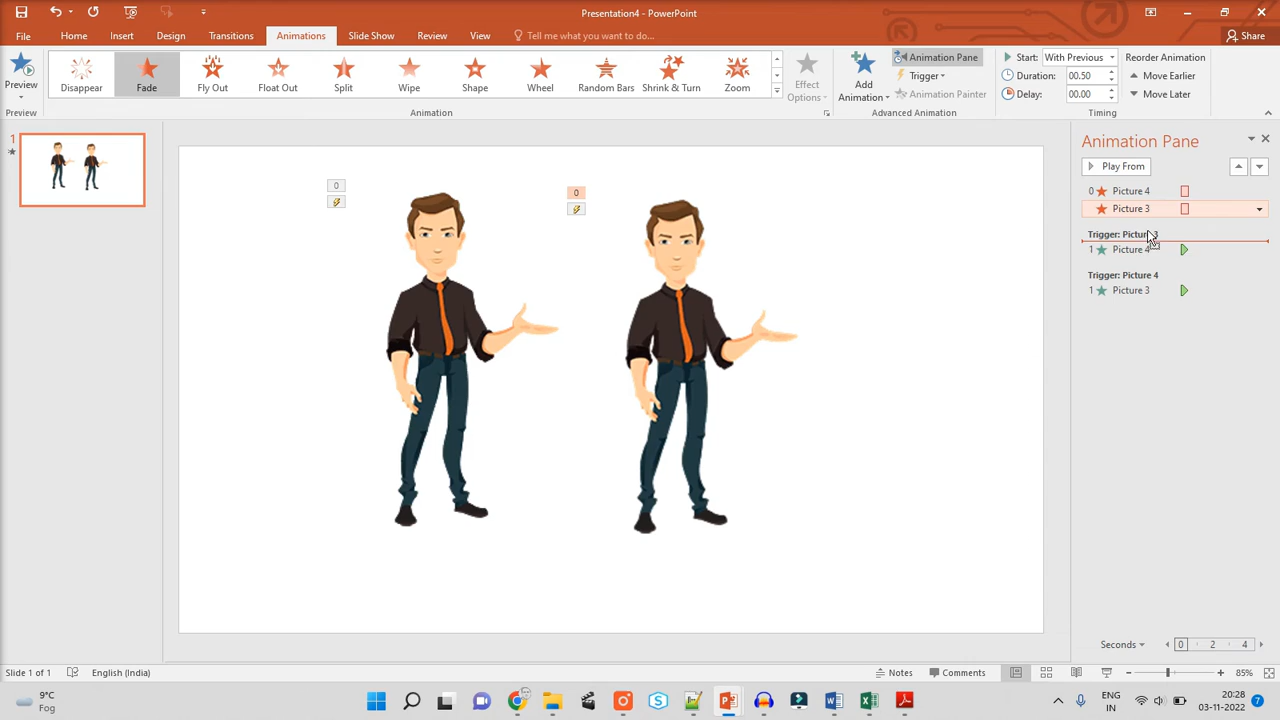 Presentation4 - PowerPoint
File Home Insert Design Transitions Animations Slide Show Review View Tell me what you want to do... Share
Preview
Disappear Fade Fly Out Float Out Split Wipe Shape Wheel Random Bars Shrink & Turn Zoom
Effect Options
Add Animation
Animation Pane
Trigger
Animation Painter
Start: With Previous
Duration: 00.50
Delay: 00.00
Reorder Animation
Move Earlier
Move Later
Preview Animation Advanced Animation Timing
1
0
0
Animation Pane
Play From
0 Picture 4
Picture 3
Trigger: Picture 3
1 Picture 4
Trigger: Picture 4
1 Picture 3
Seconds 0 2 4
Slide 1 of 1 English (India) Notes Comments 85%
9°C
Fog
ENG
IN
20:28
03-11-2022
7